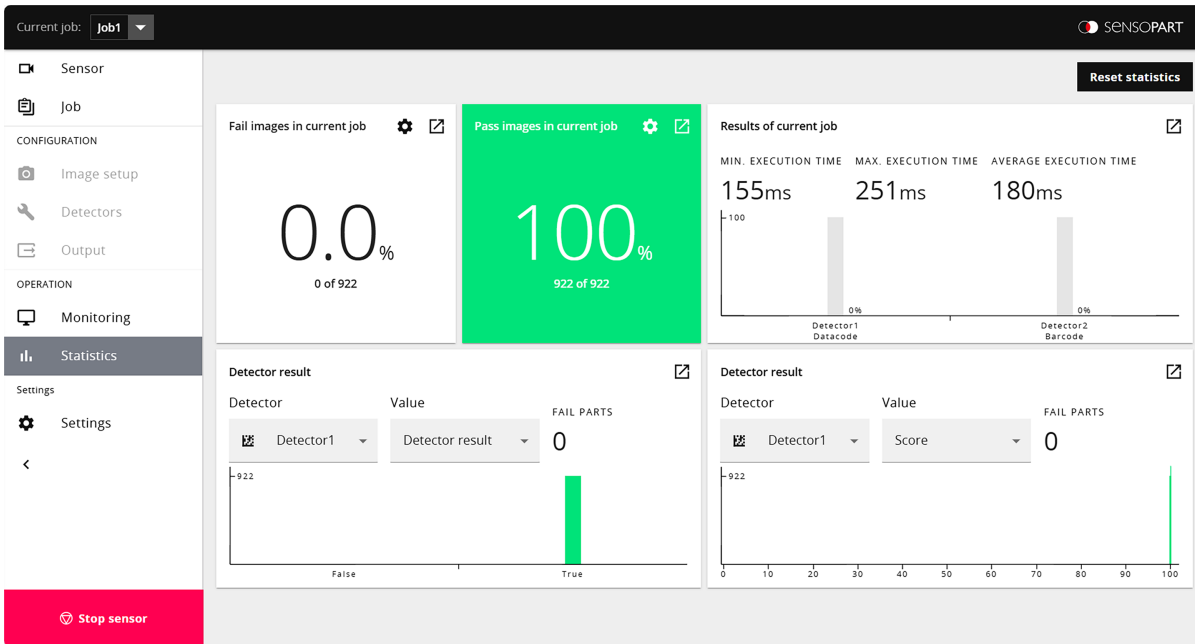 Current job: Job1
SENSOPART
Sensor
Job
CONFIGURATION
Image setup
Detectors
Output
OPERATION
Monitoring
Statistics
Settings
Settings
Stop sensor
Reset statistics
Fail images in current job
0.0%
0 of 922
Pass images in current job
100%
922 of 922
Results of current job
MIN. EXECUTION TIME MAX. EXECUTION TIME AVERAGE EXECUTION TIME
155ms 251ms 180ms
100
0% 0%
Detector1 Detector2
Datacode Barcode
Detector result
Detector Value FAIL PARTS
Detector1 Detector result 0
922
False True
Detector result
Detector Value FAIL PARTS
Detector1 Score 0
922
0 10 20 30 40 50 60 70 80 90 100